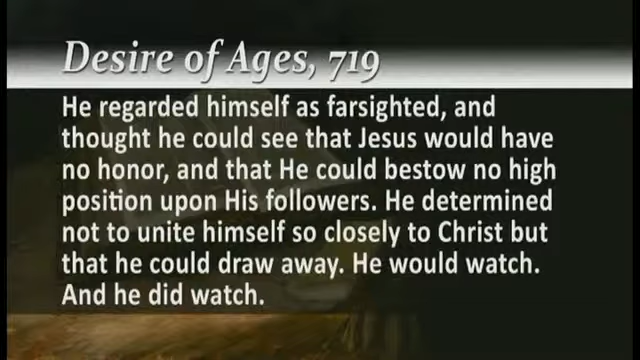 Desire of Ages, 719
He regarded himself as farsighted, and
thought he could see that Jesus would have
no honor, and that He could bestow no high
position upon His followers. He determined
not to unite himself so closely to Christ but
that he could draw away. He would watch.
And he did watch.